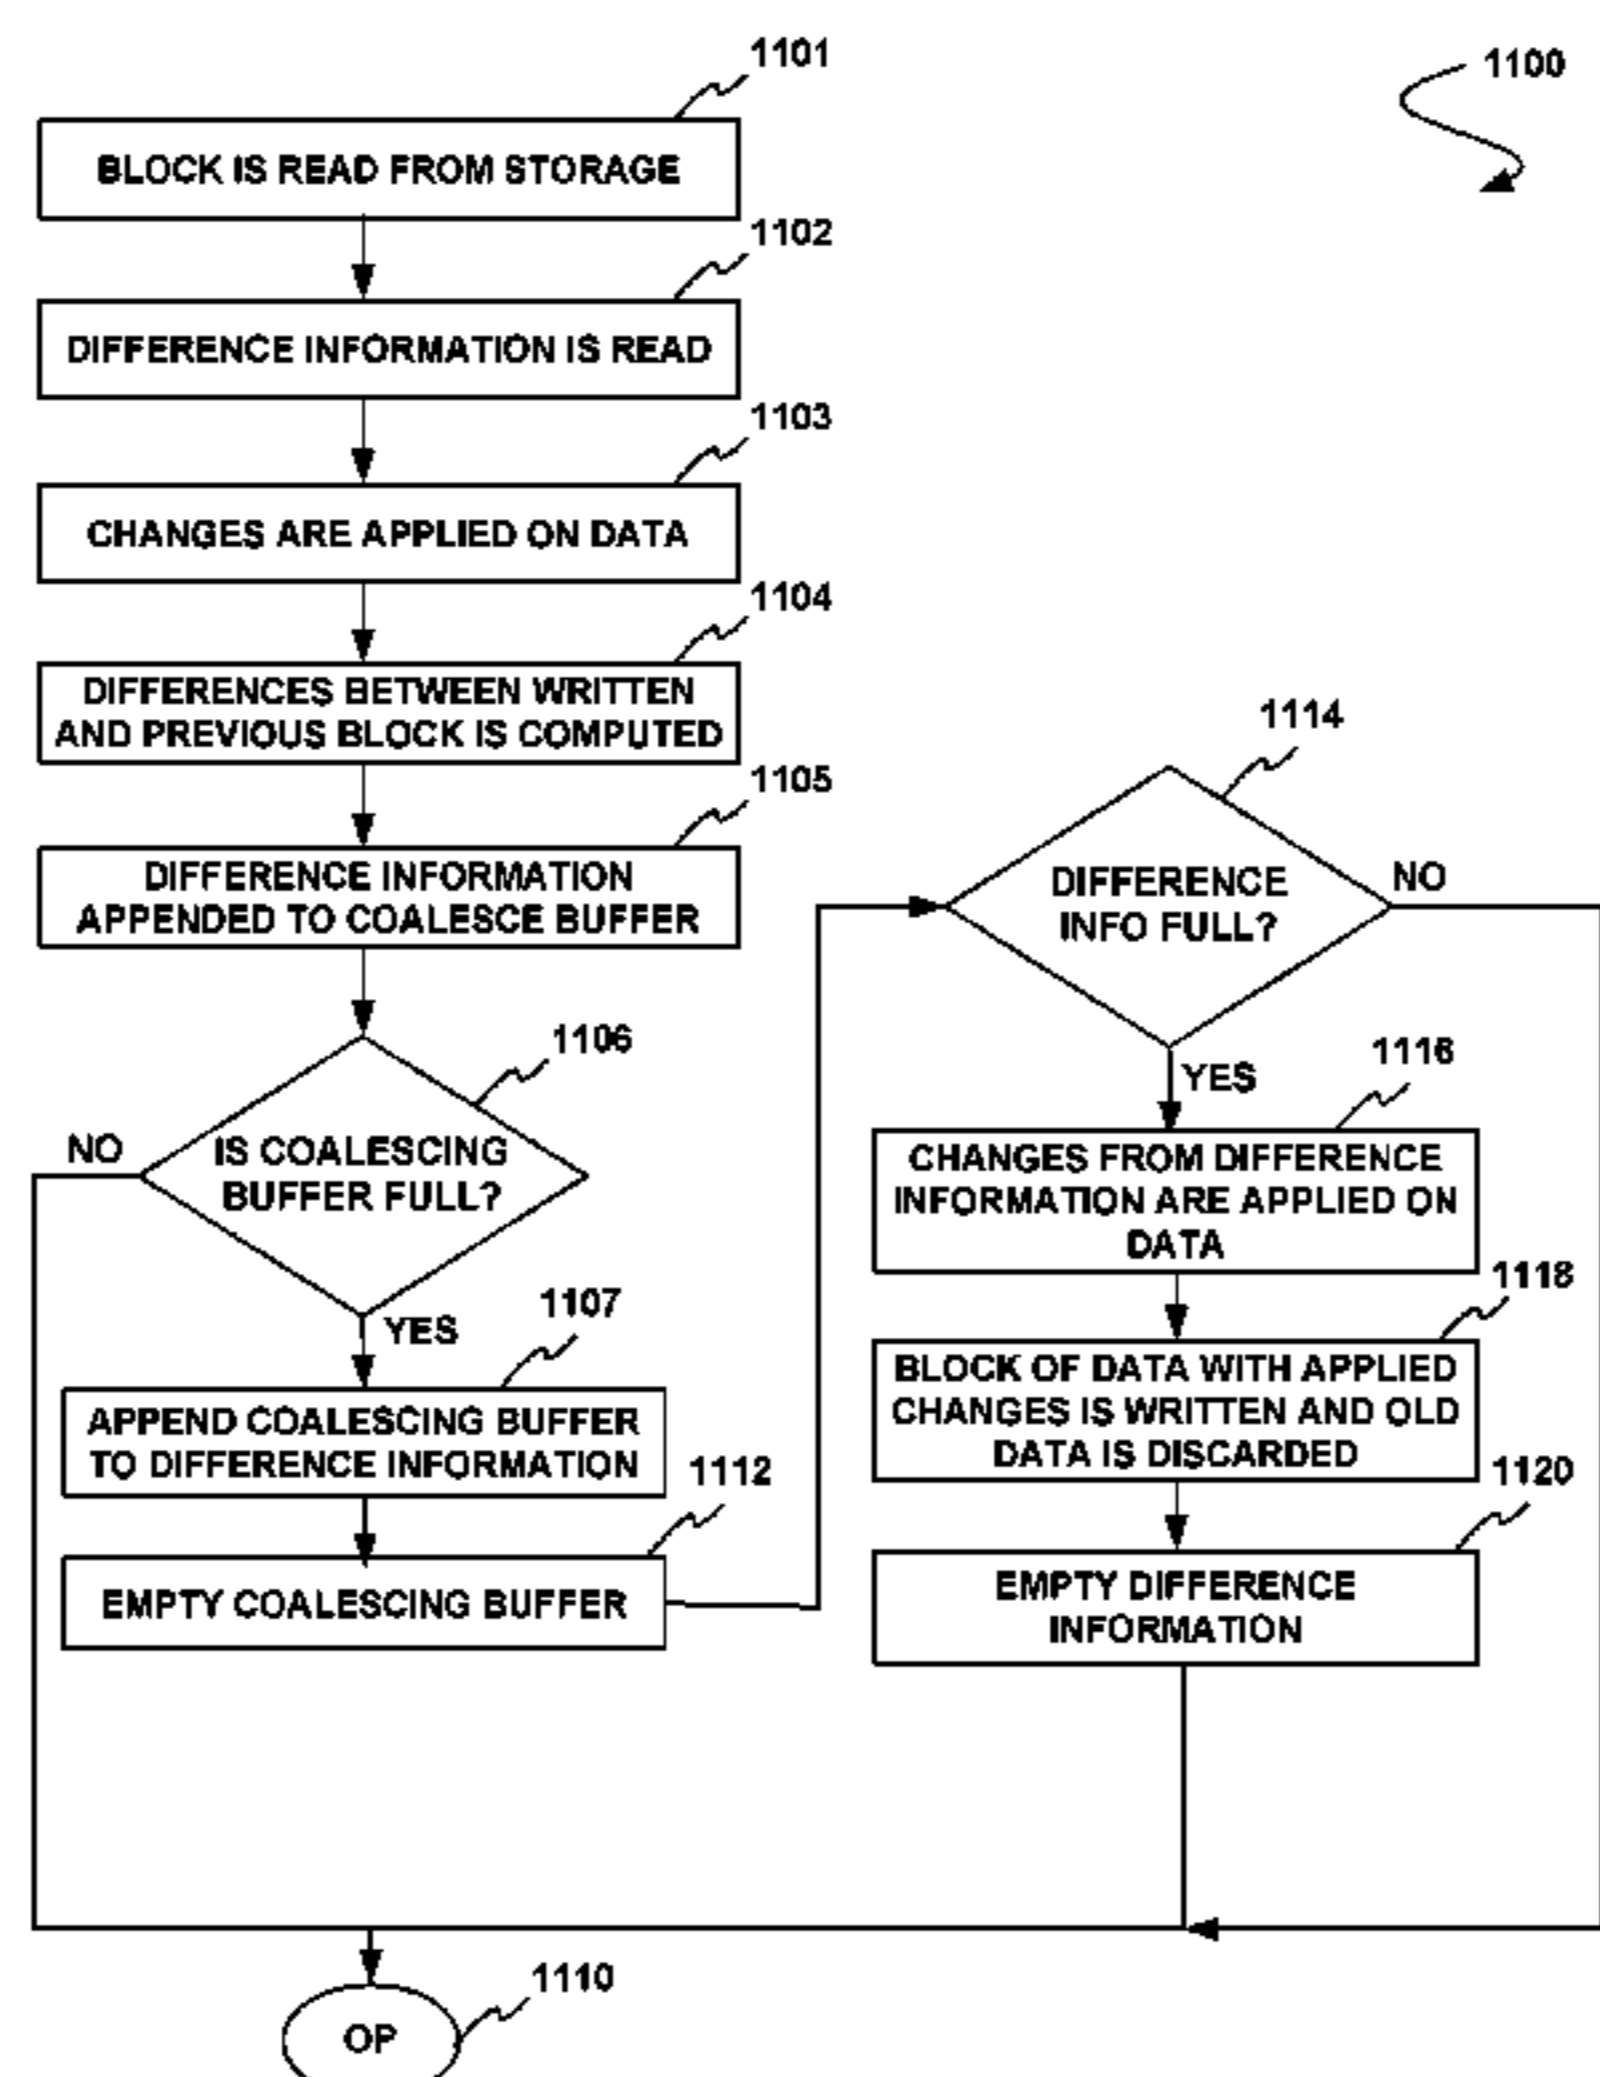 1101
1100
BLOCK IS READ FROM STORAGE
1102
DIFFERENCE INFORMATION IS READ
1103
CHANGES ARE APPLIED ON DATA
1104
DIFFERENCES BETWEEN WRITTEN
AND PREVIOUS BLOCK IS COMPUTED
1105
DIFFERENCE INFORMATION
APPENDED TO COALESCE BUFFER
1106
IS COALESCING
BUFFER FULL?
NO
YES
1107
APPEND COALESCING BUFFER
TO DIFFERENCE INFORMATION
1112
EMPTY COALESCING BUFFER
1114
DIFFERENCE
INFO FULL?
NO
YES
1116
CHANGES FROM DIFFERENCE
INFORMATION ARE APPLIED ON
DATA
1118
BLOCK OF DATA WITH APPLIED
CHANGES IS WRITTEN AND OLD
DATA IS DISCARDED
1120
EMPTY DIFFERENCE
INFORMATION
1110
OP